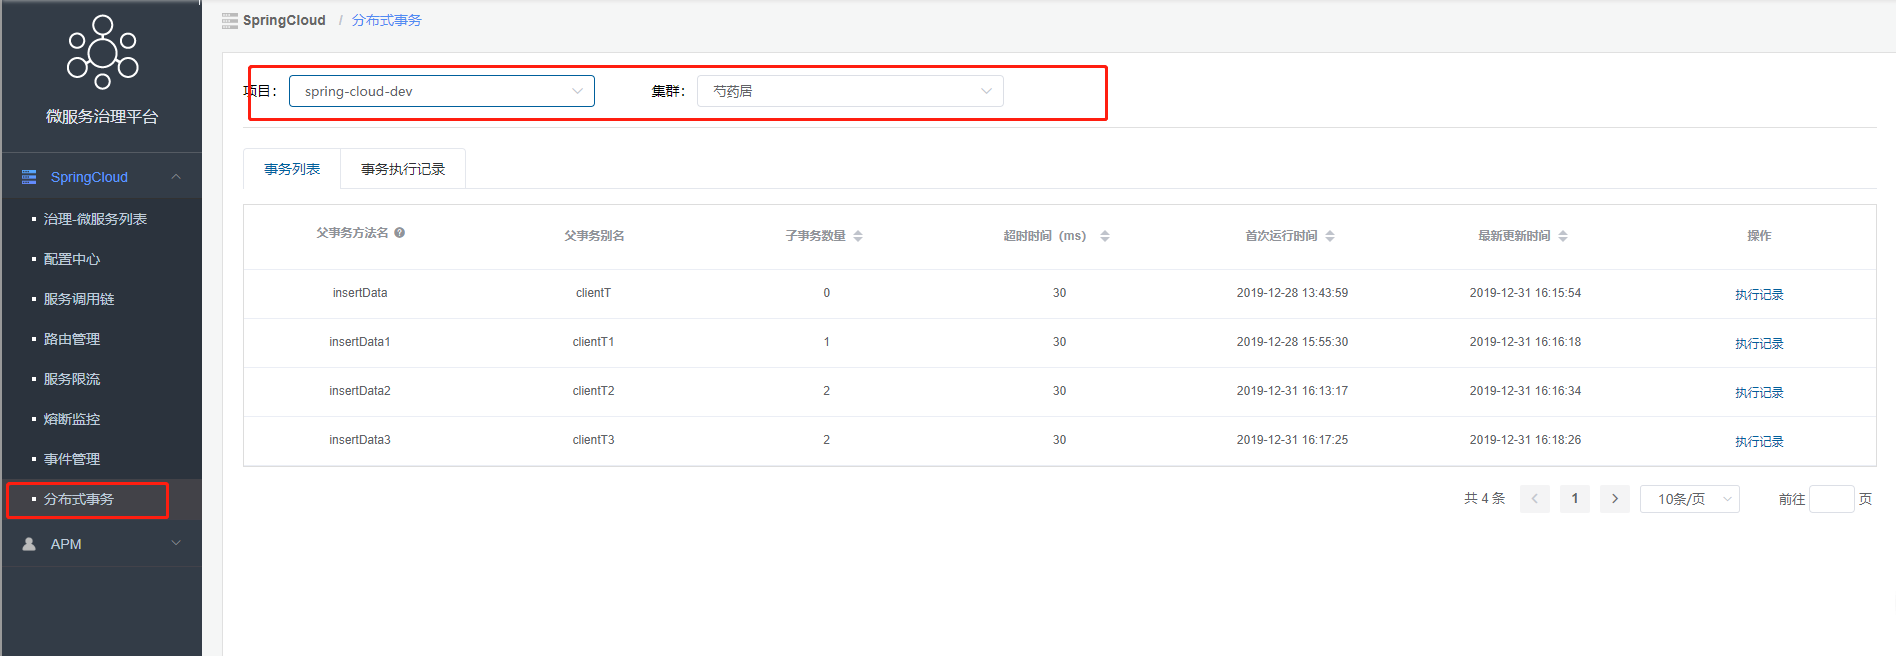 SpringCloud / 分布式事务
微服务治理平台
SpringCloud
治理-微服务列表
配置中心
服务调用链
路由管理
服务限流
熔断监控
事件管理
分布式事务
APM
项目: spring-cloud-dev 集群: 芍药居
事务列表 事务执行记录
父事务方法名 父事务别名 子事务数量 超时时间 (ms) 首次运行时间 最新更新时间 操作
insertData clientT 0 30 2019-12-28 13:43:59 2019-12-31 16:15:54 执行记录
insertData1 clientT1 1 30 2019-12-28 15:55:30 2019-12-31 16:16:18 执行记录
insertData2 clientT2 2 30 2019-12-31 16:13:17 2019-12-31 16:16:34 执行记录
insertData3 clientT3 2 30 2019-12-31 16:17:25 2019-12-31 16:18:26 执行记录
共 4 条 < 1 > 10条/页 前往 页